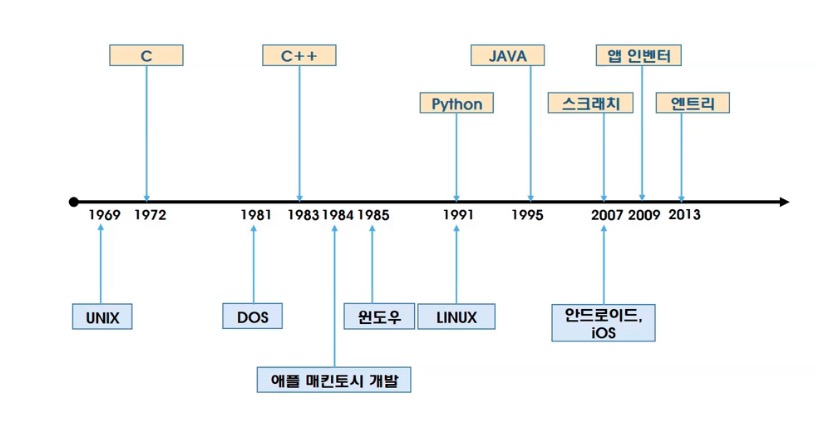 C
C++
JAVA
앱 인벤터
Python
스크래치
엔트리
1969 1972 1981 1983 1984 1985 1991 1995 2007 2009 2013
UNIX
DOS
윈도우
LINUX
안드로이드,
iOS
애플 매킨토시 개발